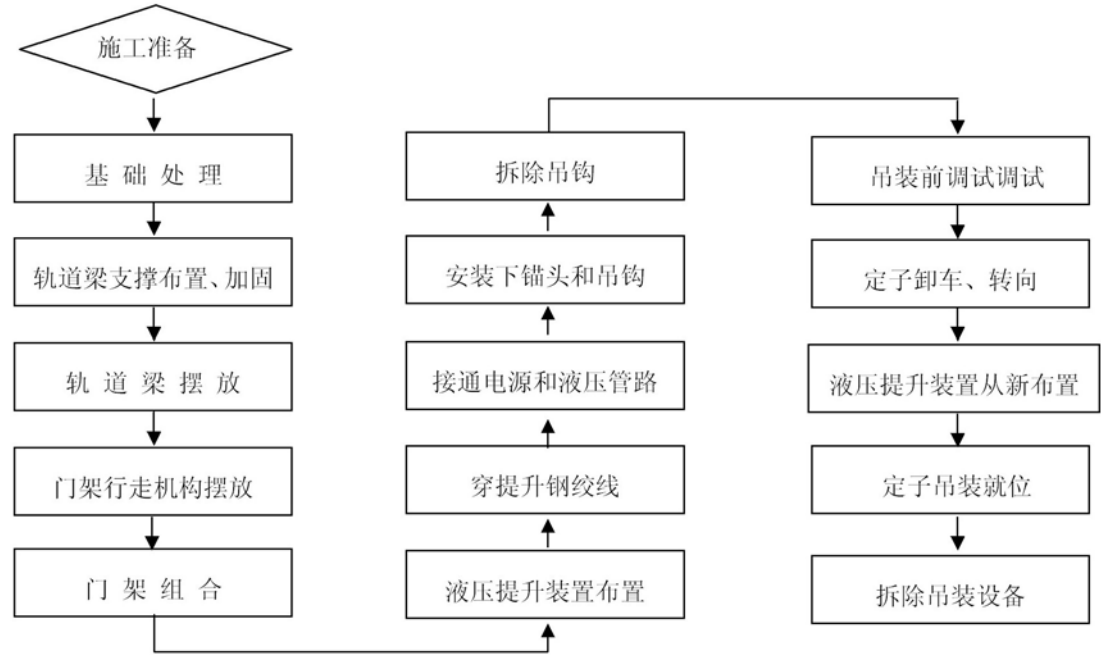 施工准备
基础处理
轨道梁支撑布置、加固
轨道梁摆放
门架行走机构摆放
门架组合
液压提升装置布置
穿提升钢绞线
接通电源和液压管路
安装下锚头和吊钩
拆除吊钩
吊装前调试调试
定子卸车、转向
液压提升装置从新布置
定子吊装就位
拆除吊装设备